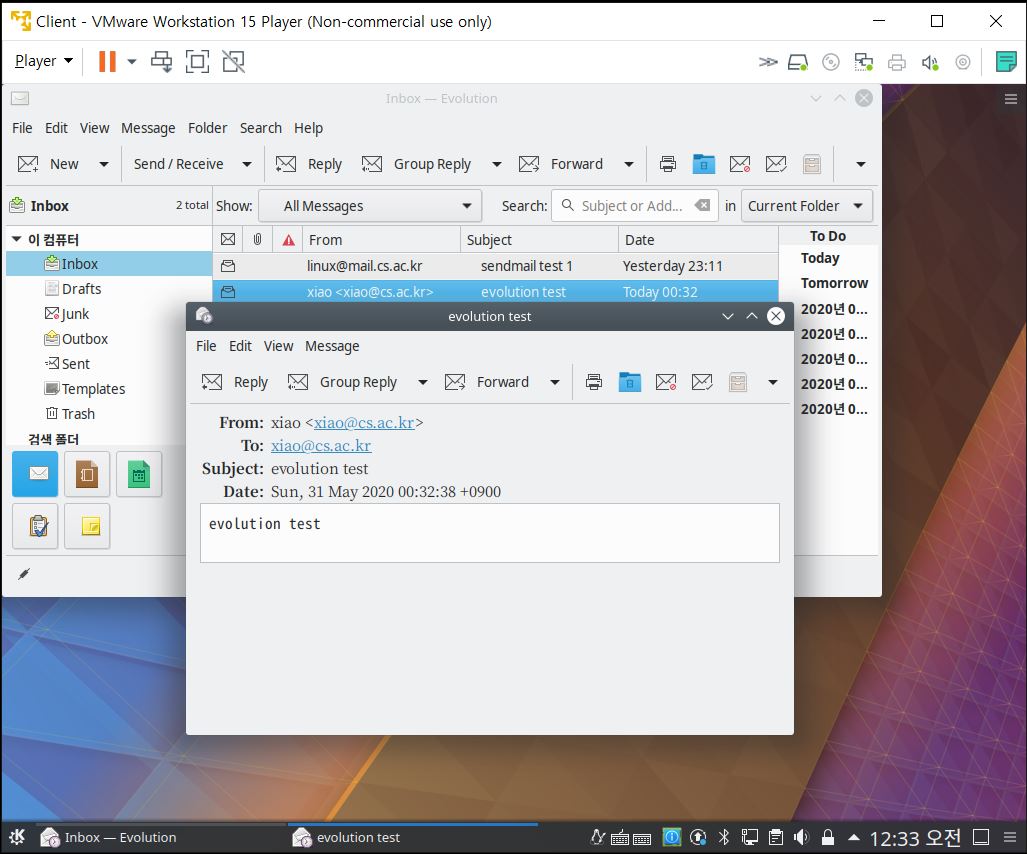 Client - VMware Workstation 15 Player (Non-commercial use only)
Player
Inbox — Evolution
File Edit View Message Folder Search Help
New Send / Receive Reply Group Reply Forward
Inbox 2 total Show: All Messages Search: Subject or Add... in Current Folder
이 컴퓨터 From Subject Date To Do
Inbox linux@mail.cs.ac.kr sendmail test 1 Yesterday 23:11 Today
Drafts xiao <xiao@cs.ac.kr> evolution test Today 00:32 Tomorrow
Junk 2020년 0...
Outbox 2020년 0...
Sent 2020년 0...
Templates 2020년 0...
Trash 2020년 0...
검색 폴더
evolution test
File Edit View Message
Reply Group Reply Forward
From: xiao <xiao@cs.ac.kr>
To: xiao@cs.ac.kr
Subject: evolution test
Date: Sun, 31 May 2020 00:32:38 +0900
evolution test
Inbox — Evolution evolution test 12:33 오전